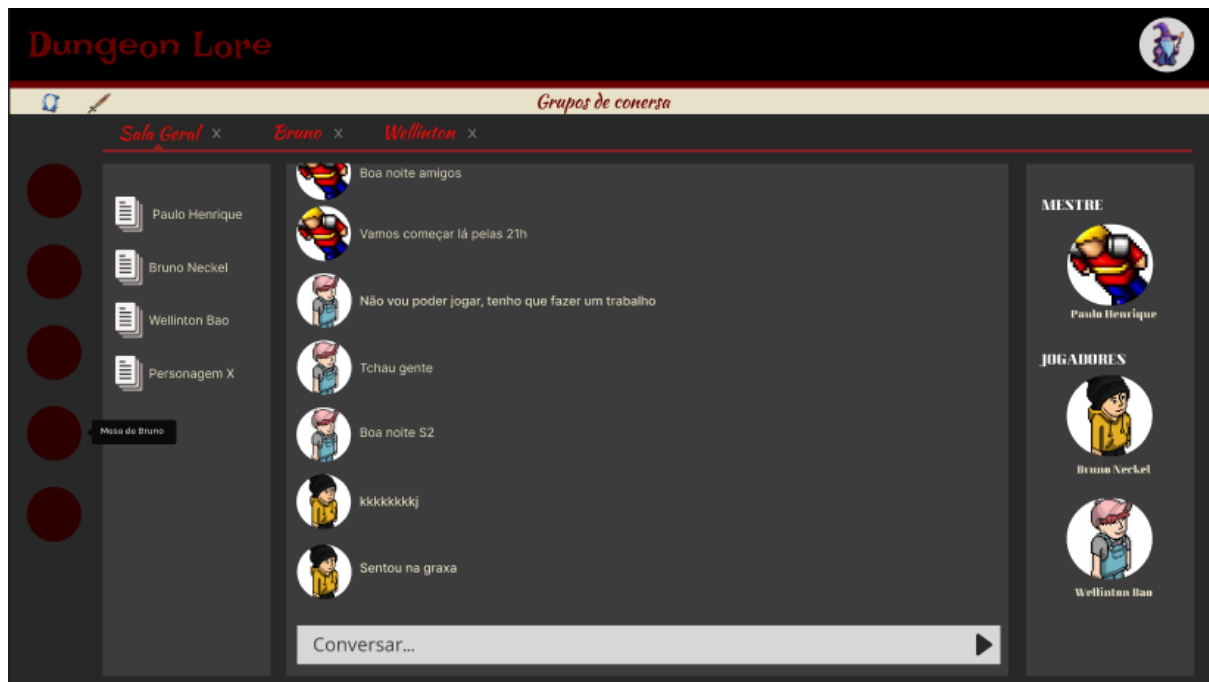 Dungeon Lore
Grupos de conersa
Sala Geral x
Bruno x
Wellinton x
Paulo Henrique
Bruno Neckel
Wellinton Bao
Personagem X
Mesa de Bruno
Boa noite amigos
Vamos começar lá pelas 21h
Não vou poder jogar, tenho que fazer um trabalho
Tchau gente
Boa noite S2
kkkkkkkkj
Sentou na graxa
Conversar...
MESTRE
Paulo Henrique
JOGADORES
Bruno Neckel
Wellinton Bao